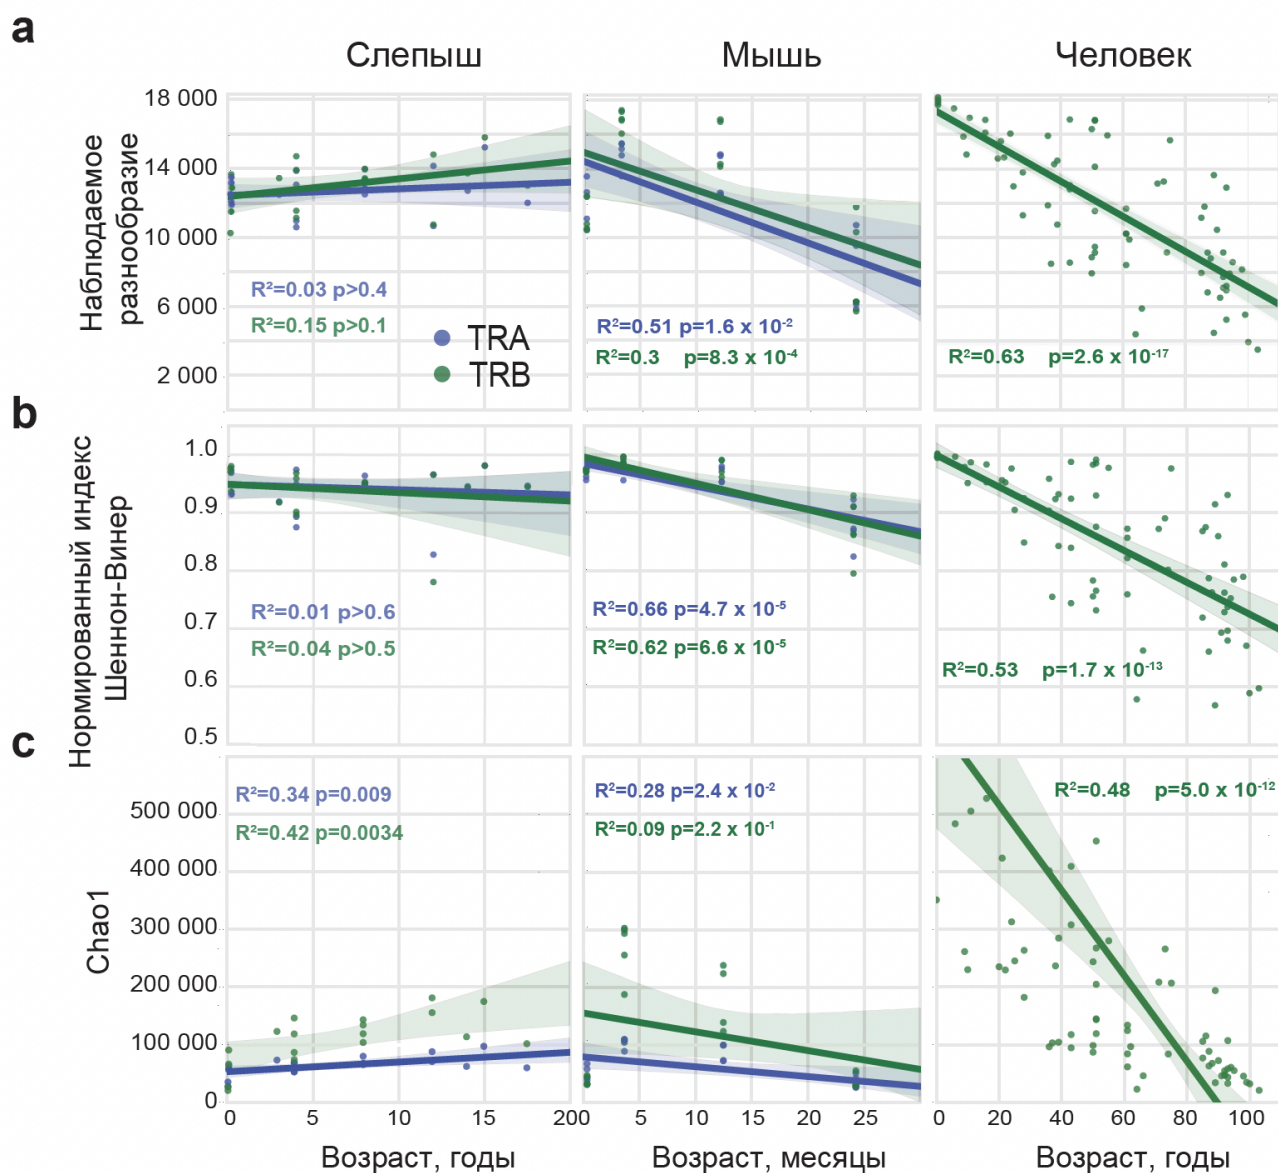 a
Слепыш
Мышь
Человек
Наблюдаемое
разнообразие
18 000
14 000
10 000
6 000
2 000
R²=0.03 p>0.4
R²=0.15 p>0.1
TRA
TRB
R²=0.51 p=1.6 x 10⁻²
R²=0.3 p=8.3 x 10⁻⁴
R²=0.63 p=2.6 x 10⁻¹⁷
b
Нормированный индекс
Шеннон-Винер
1.0
0.9
0.8
0.7
0.6
0.5
R²=0.01 p>0.6
R²=0.04 p>0.5
R²=0.66 p=4.7 x 10⁻⁵
R²=0.62 p=6.6 x 10⁻⁵
R²=0.53 p=1.7 x 10⁻¹³
c
Chao1
500 000
400 000
300 000
200 000
100 000
0
R²=0.34 p=0.009
R²=0.42 p=0.0034
R²=0.28 p=2.4 x 10⁻²
R²=0.09 p=2.2 x 10⁻¹
R²=0.48 p=5.0 x 10⁻¹²
0 5 10 15 200 5 10 20 25 0 20 40 60 80 100
Возраст, годы
Возраст, месяцы
Возраст, годы